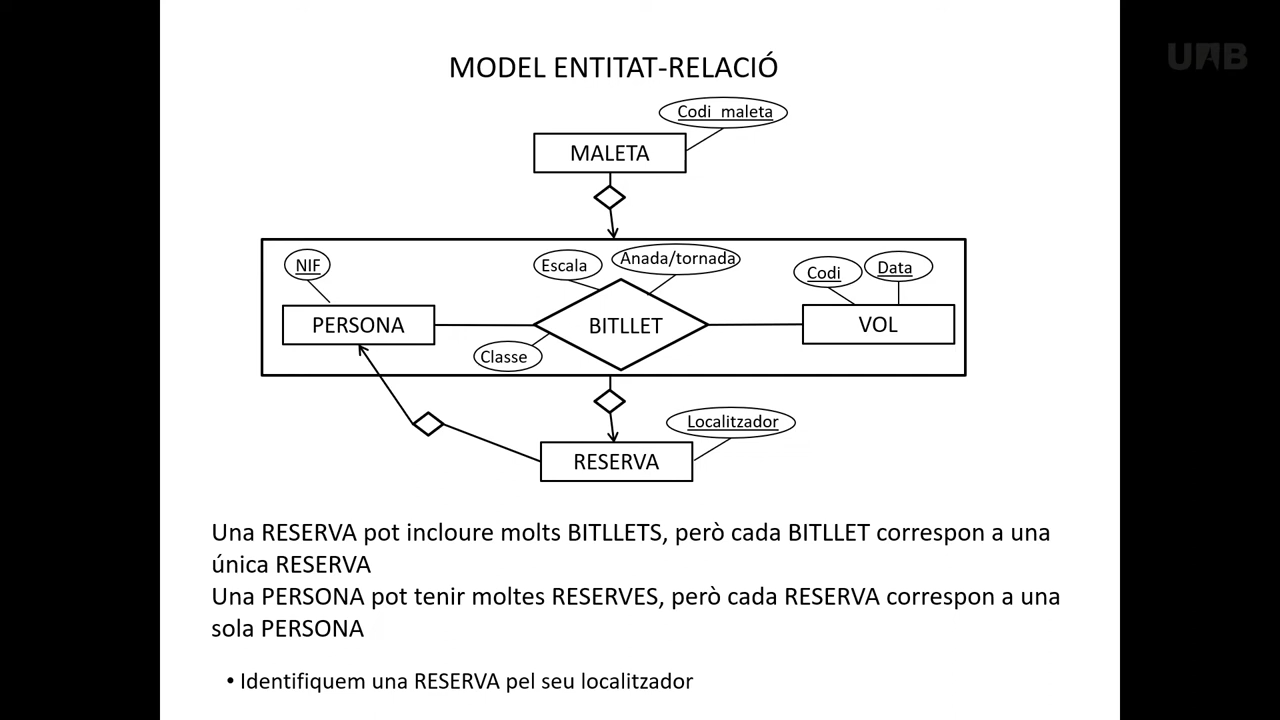 UAB
MODEL ENTITAT-RELACIÓ
Codi_maleta
MALETA
NIF
Escala
Anada/tornada
Codi
Data
PERSONA
BITLLET
VOL
Classe
Localitzador
RESERVA
Una RESERVA pot incloure molts BITLLETS, però cada BITLLET correspon a una
única RESERVA
Una PERSONA pot tenir moltes RESERVES, però cada RESERVA correspon a una
sola PERSONA
• Identifiquem una RESERVA pel seu localitzador